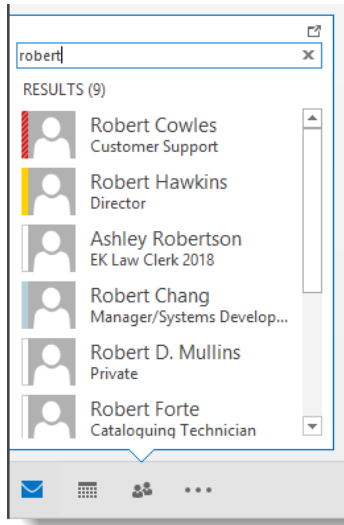 robert
RESULTS (9)
Robert Cowles
Customer Support
Robert Hawkins
Director
Ashley Robertson
EK Law Clerk 2018
Robert Chang
Manager/Systems Develop...
Robert D. Mullins
Private
Robert Forte
Cataloguing Technician